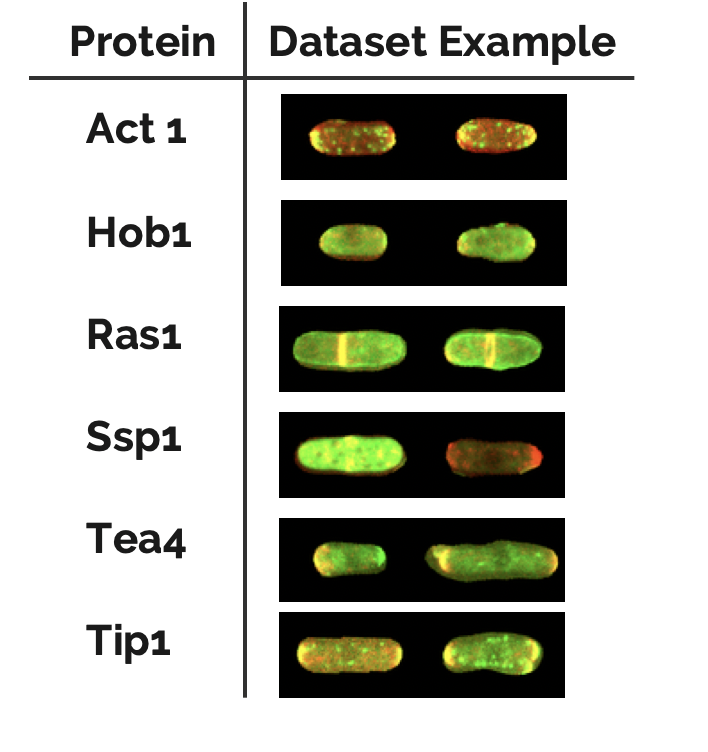 Protein Dataset Example
Act 1
Hob1
Ras1
Ssp1
Tea4
Tip1